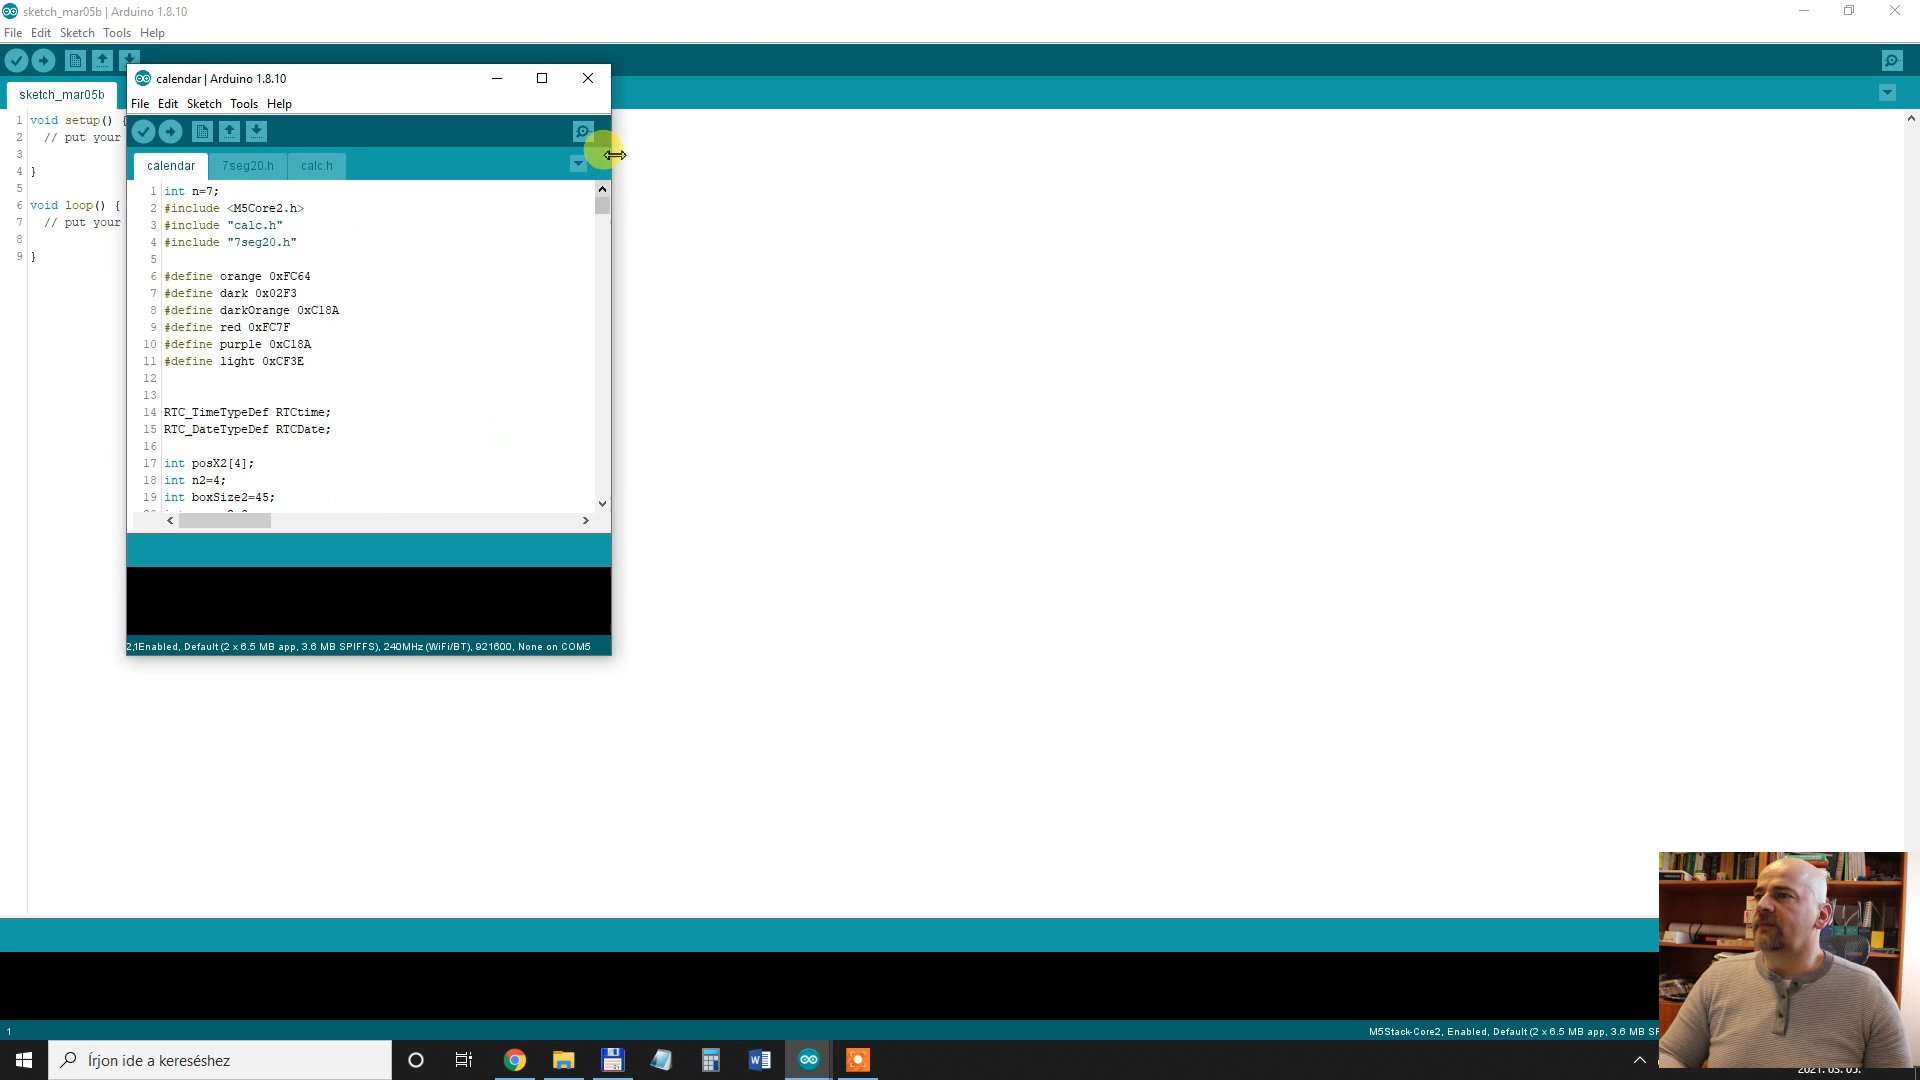 sketch_mar05b | Arduino 1.8.10
File Edit Sketch Tools Help
sketch_mar05b
1 void setup() {
2 // put your
3
4 }
5
6 void loop() {
7 // put your
8
9 }
calendar | Arduino 1.8.10
File Edit Sketch Tools Help
calendar 7seg20.h calc.h
1 int n=7;
2 #include <M5Core2.h>
3 #include "calc.h"
4 #include "7seg20.h"
5
6 #define orange 0xFC64
7 #define dark 0x02F3
8 #define darkOrange 0xC18A
9 #define red 0xFC7F
10 #define purple 0xC18A
11 #define light 0xCF3E
12
13
14 RTC_TimeTypeDef RTCtime;
15 RTC_DateTypeDef RTCDate;
16
17 int posX2[4];
18 int n2=4;
19 int boxSize2=45;
2,1Enabled, Default (2 x 6.5 MB app, 3.6 MB SPIFFS), 240MHz (WiFi/BT), 921600, None on COM5
1
M5Stack-Core2, Enabled, Default (2 x 6.5 MB app, 3.6 MB SP
Írjon ide a kereséshez
2021. 03. 05.